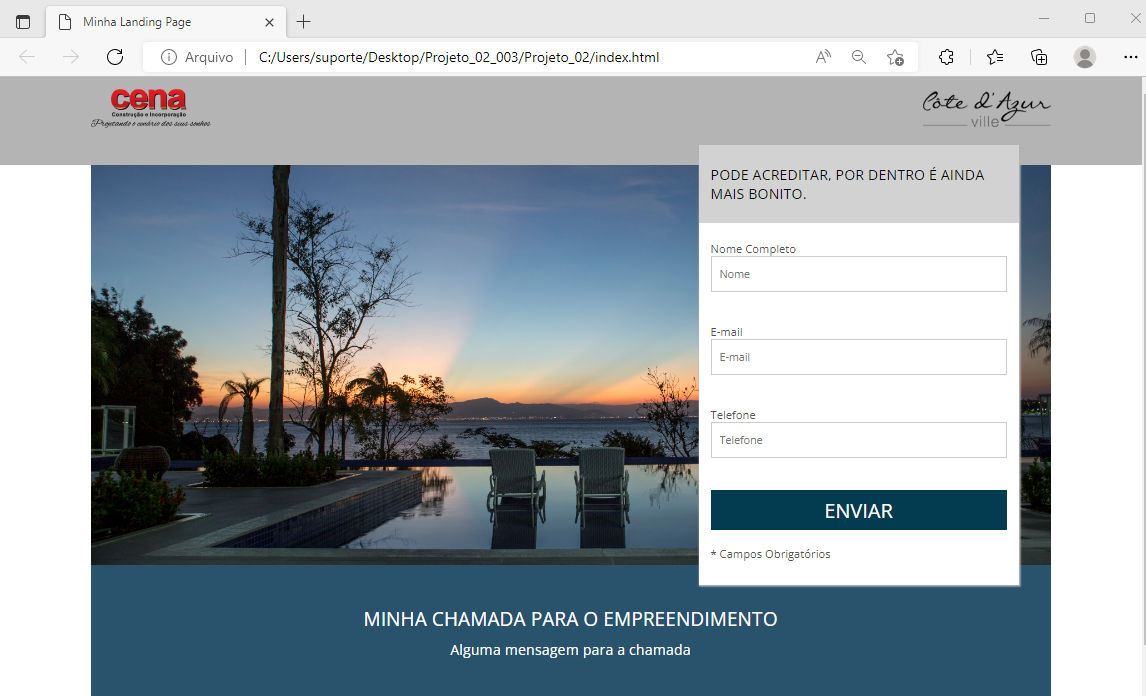 Minha Landing Page
Arquivo
C:/Users/suporte/Desktop/Projeto_02_003/Projeto_02/index.html
cena
Construção e Incorporação
Projetando o cenário dos seus sonhos
Côte d'Azur
ville
PODE ACREDITAR, POR DENTRO É AINDA
MAIS BONITO.
Nome Completo
Nome
E-mail
E-mail
Telefone
Telefone
ENVIAR
* Campos Obrigatórios
MINHA CHAMADA PARA O EMPREENDIMENTO
Alguma mensagem para a chamada